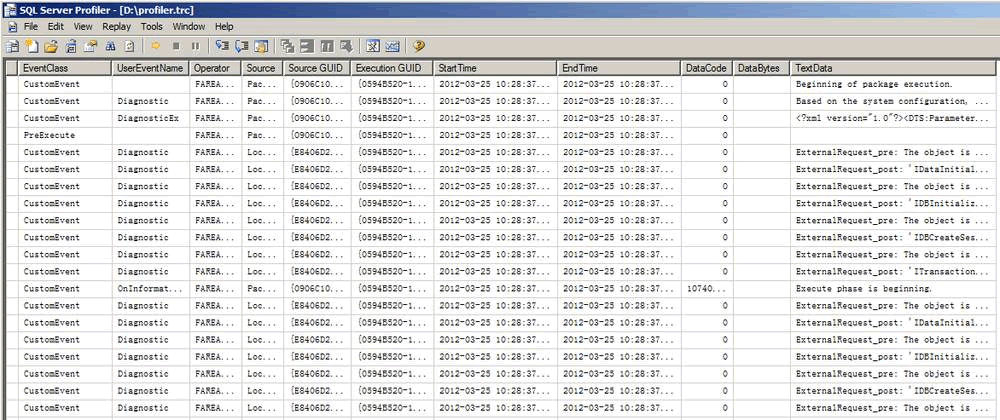 SQL Server Profiler - [D:\profiler.trc]
File Edit View Replay Tools Window Help
EventClass UserEventName Operator Source Source GUID Execution GUID StartTime EndTime DataCode DataBytes TextData
CustomEvent FAREA... Pac... {0906C10... {0594B520-1... 2012-03-25 10:28:37... 2012-03-25 10:28:37... 0 Beginning of package execution.
CustomEvent Diagnostic FAREA... Pac... {0906C10... {0594B520-1... 2012-03-25 10:28:37... 2012-03-25 10:28:37... 0 Based on the system configuration, ...
CustomEvent DiagnosticEx FAREA... Pac... {0906C10... {0594B520-1... 2012-03-25 10:28:37... 2012-03-25 10:28:37... 0 <?xml version="1.0"?><DTS:Parameter...
PreExecute FAREA... Pac... {0906C10... {0594B520-1... 2012-03-25 10:28:37... 2012-03-25 10:28:37... 0
CustomEvent Diagnostic FAREA... Loc... {E8406D2... {0594B520-1... 2012-03-25 10:28:37... 2012-03-25 10:28:37... 0 ExternalRequest_pre: The object is ...
CustomEvent Diagnostic FAREA... Loc... {E8406D2... {0594B520-1... 2012-03-25 10:28:37... 2012-03-25 10:28:37... 0 ExternalRequest_post: 'IDataInitial...
CustomEvent Diagnostic FAREA... Loc... {E8406D2... {0594B520-1... 2012-03-25 10:28:37... 2012-03-25 10:28:37... 0 ExternalRequest_pre: The object is ...
CustomEvent Diagnostic FAREA... Loc... {E8406D2... {0594B520-1... 2012-03-25 10:28:37... 2012-03-25 10:28:37... 0 ExternalRequest_post: 'IDBInitializ...
CustomEvent Diagnostic FAREA... Loc... {E8406D2... {0594B520-1... 2012-03-25 10:28:37... 2012-03-25 10:28:37... 0 ExternalRequest_pre: The object is ...
CustomEvent Diagnostic FAREA... Loc... {E8406D2... {0594B520-1... 2012-03-25 10:28:37... 2012-03-25 10:28:37... 0 ExternalRequest_post: 'IDBCreateSes...
CustomEvent Diagnostic FAREA... Loc... {E8406D2... {0594B520-1... 2012-03-25 10:28:37... 2012-03-25 10:28:37... 0 ExternalRequest_pre: The object is ...
CustomEvent Diagnostic FAREA... Loc... {E8406D2... {0594B520-1... 2012-03-25 10:28:37... 2012-03-25 10:28:37... 0 ExternalRequest_post: 'ITransaction...
CustomEvent OnInformat... FAREA... Pac... {0906C10... {0594B520-1... 2012-03-25 10:28:37... 2012-03-25 10:28:37... 10740... Execute phase is beginning.
CustomEvent Diagnostic FAREA... Loc... {E8406D2... {0594B520-1... 2012-03-25 10:28:37... 2012-03-25 10:28:37... 0 ExternalRequest_pre: The object is ...
CustomEvent Diagnostic FAREA... Loc... {E8406D2... {0594B520-1... 2012-03-25 10:28:37... 2012-03-25 10:28:37... 0 ExternalRequest_post: 'IDataInitial...
CustomEvent Diagnostic FAREA... Loc... {E8406D2... {0594B520-1... 2012-03-25 10:28:37... 2012-03-25 10:28:37... 0 ExternalRequest_pre: The object is ...
CustomEvent Diagnostic FAREA... Loc... {E8406D2... {0594B520-1... 2012-03-25 10:28:37... 2012-03-25 10:28:37... 0 ExternalRequest_post: 'IDBInitializ...
CustomEvent Diagnostic FAREA... Loc... {E8406D2... {0594B520-1... 2012-03-25 10:28:37... 2012-03-25 10:28:37... 0 ExternalRequest_pre: The object is ...
CustomEvent Diagnostic FAREA... Loc... {E8406D2... {0594B520-1... 2012-03-25 10:28:37... 2012-03-25 10:28:37... 0 ExternalRequest_post: 'IDBCreateSes...
CustomEvent Diagnostic FAREA... Loc... {E8406D2... {0594B520-1... 2012-03-25 10:28:37... 2012-03-25 10:28:37... 0 ExternalRequest_pre: The object is ...